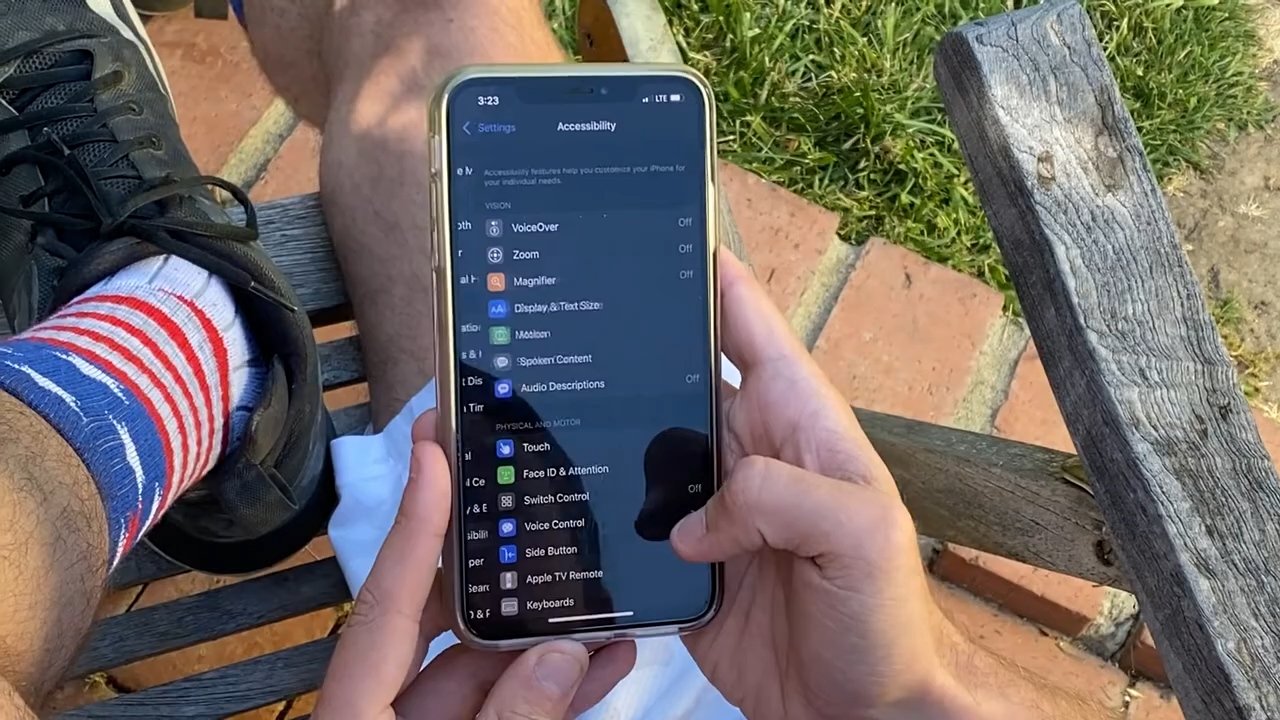 3:23 LTE
Settings Accessibility
Accessibility features help you customize your iPhone for
your individual needs.
VISION
VoiceOver Off
Zoom Off
Magnifier Off
Display & Text Size
Motion
Spoken Content
Audio Descriptions Off
PHYSICAL AND MOTOR
Touch
Face ID & Attention
Switch Control Off
Voice Control
Side Button
Apple TV Remote
Keyboards